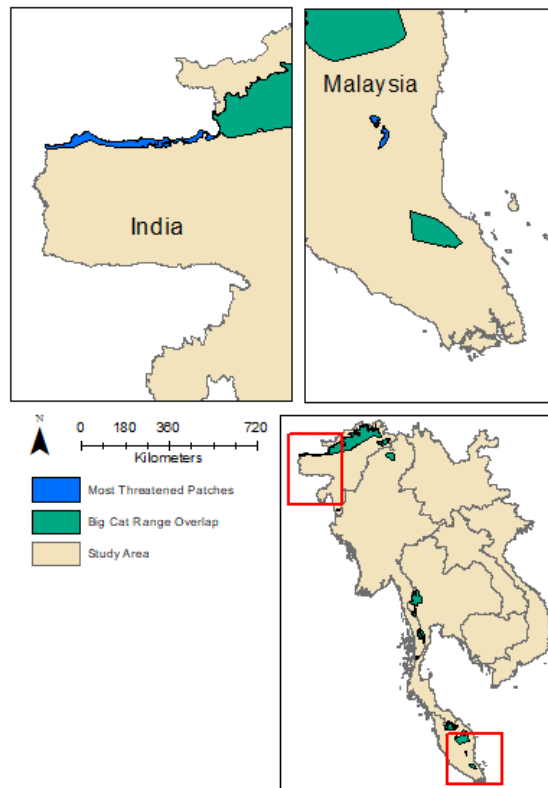 India
Malaysia
N
0 180 360 720
Kilometers
Most Threatened Patches
Big Cat Range Overlap
Study Area